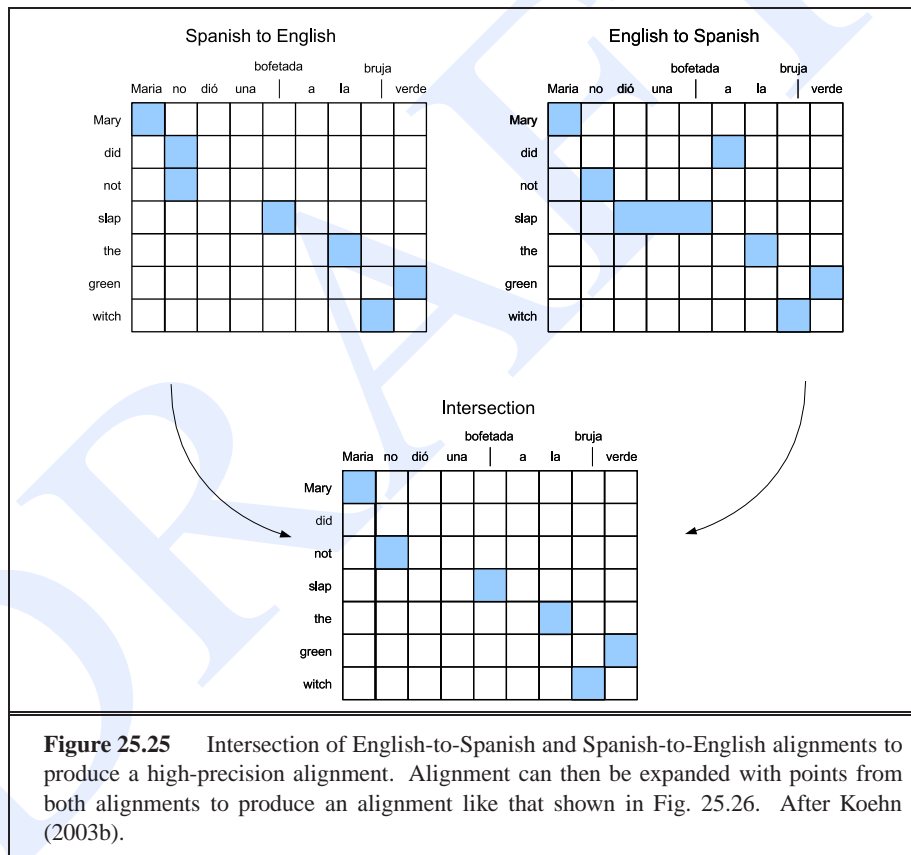 Spanish to English
bofetada bruja
Maria no dió una a la verde
Mary
did
not
slap
the
green
witch
English to Spanish
bofetada bruja
Maria no dió una a la verde
Mary
did
not
slap
the
green
witch
Intersection
bofetada bruja
Maria no dió una a la verde
Mary
did
not
slap
the
green
witch
Figure 25.25 Intersection of English-to-Spanish and Spanish-to-English alignments to
produce a high-precision alignment. Alignment can then be expanded with points from
both alignments to produce an alignment like that shown in Fig. 25.26. After Koehn
(2003b).
DRAFT